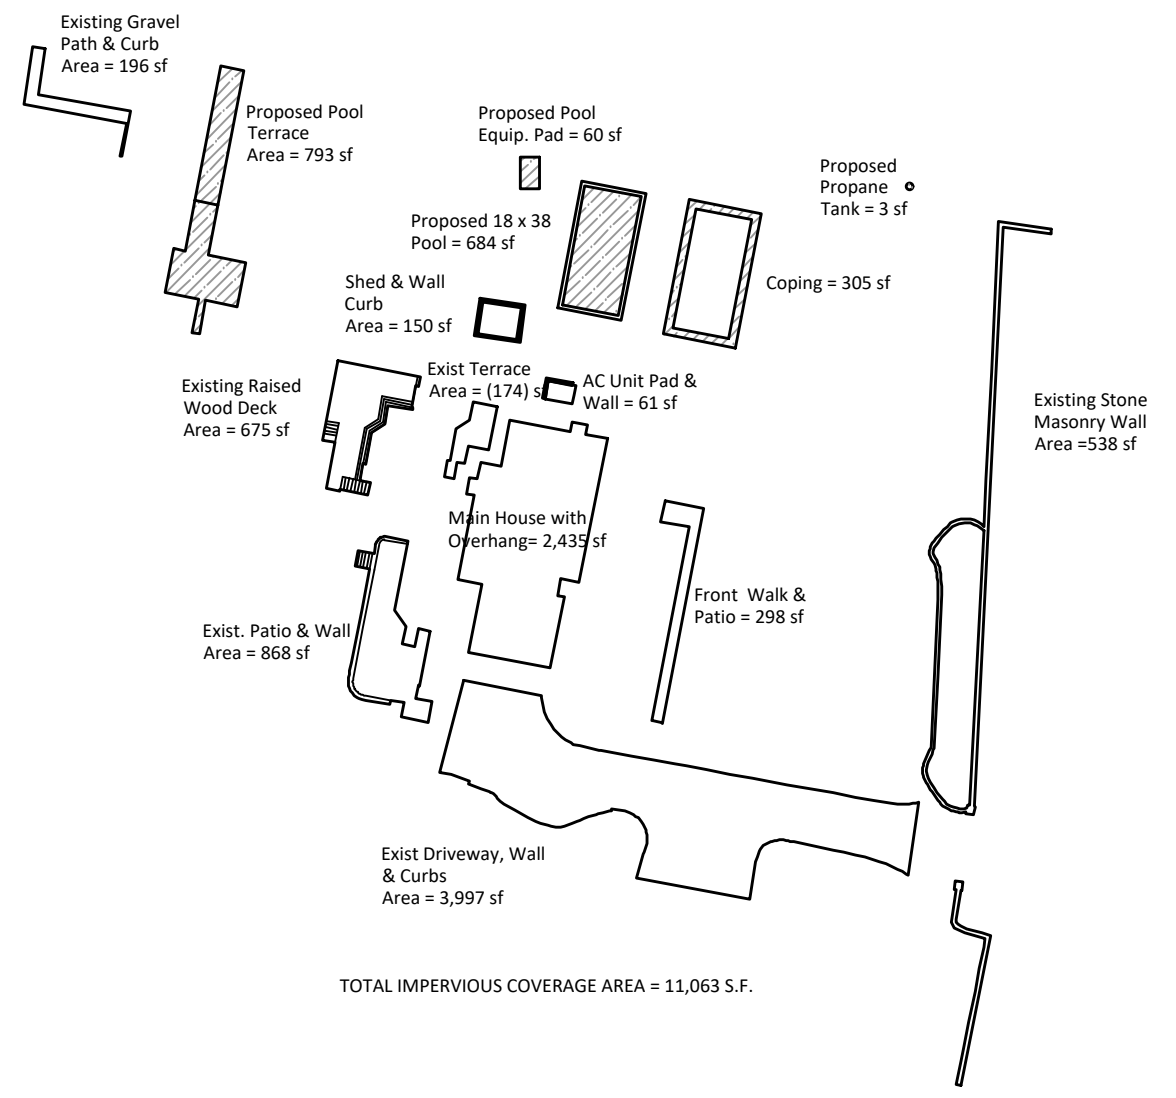 Existing Gravel
Path & Curb
Area = 196 sf
Proposed Pool
Terrace
Area = 793 sf
Proposed Pool
Equip. Pad = 60 sf
Proposed
Propane
Tank = 3 sf
Proposed 18 x 38
Pool = 684 sf
Coping = 305 sf
Shed & Wall
Curb
Area = 150 sf
Exist Terrace
Area = (174) sf
AC Unit Pad &
Wall = 61 sf
Existing Raised
Wood Deck
Area = 675 sf
Existing Stone
Masonry Wall
Area =538 sf
Main House with
Overhang= 2,435 sf
Front Walk &
Patio = 298 sf
Exist. Patio & Wall
Area = 868 sf
Exist Driveway, Wall
& Curbs
Area = 3,997 sf
TOTAL IMPERVIOUS COVERAGE AREA = 11,063 S.F.